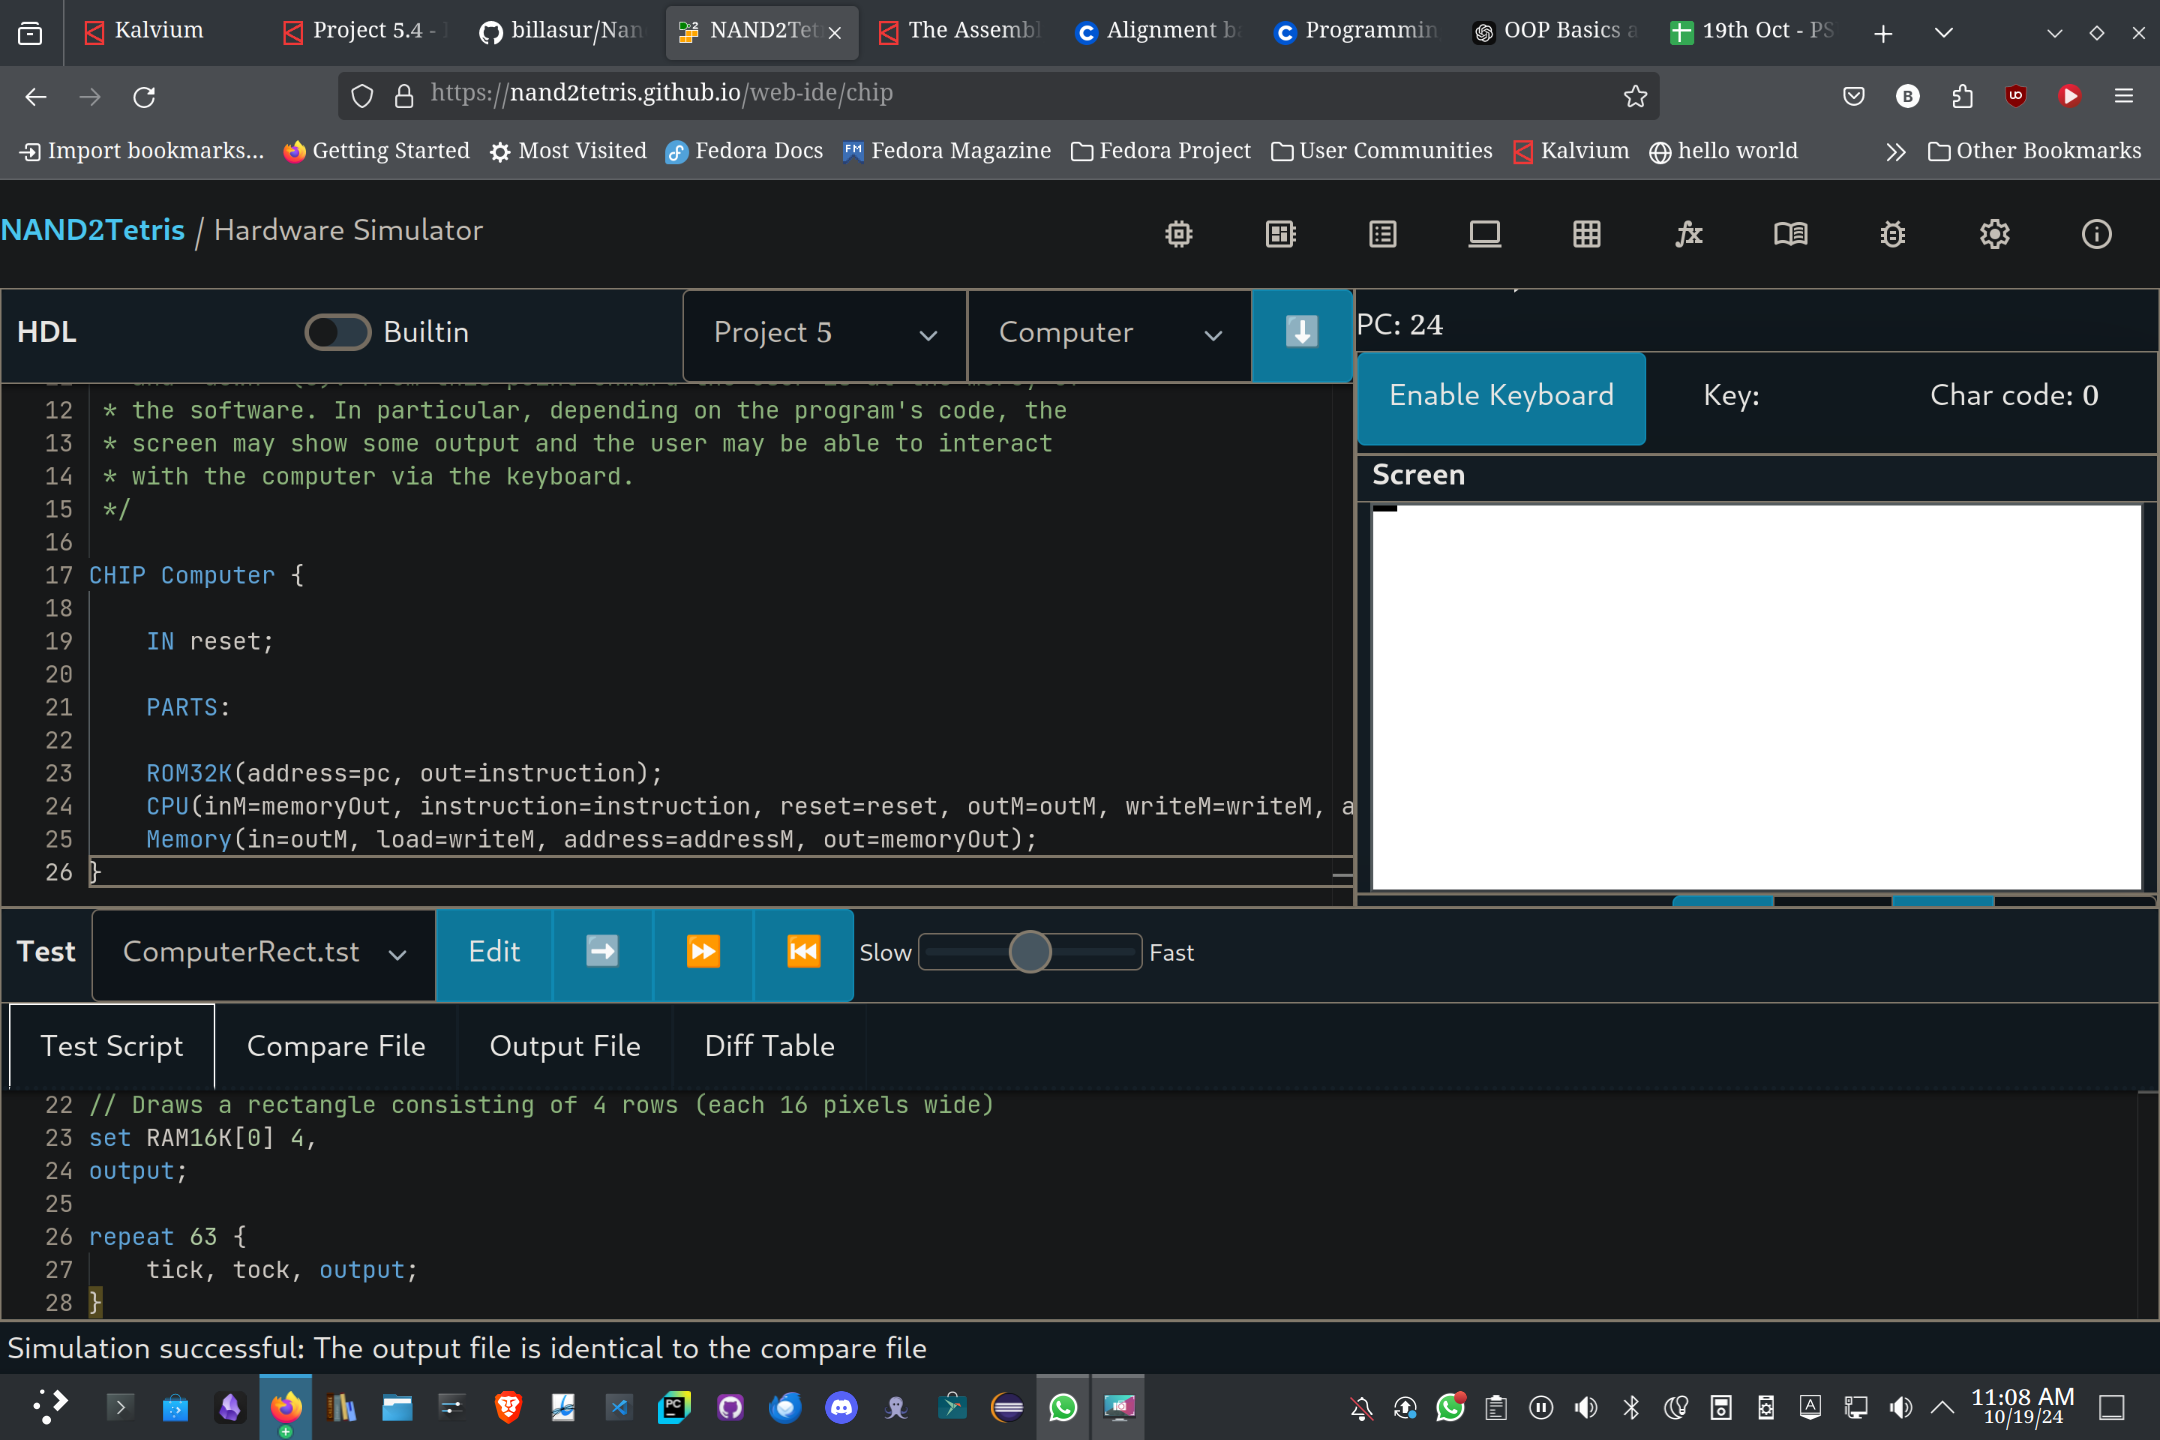 Kalvium
Project 5.4 -
billasur/Nan
NAND2Tet
The Assembl
Alignment ba
Programmin
OOP Basics a
19th Oct - PS
https://nand2tetris.github.io/web-ide/chip
Import bookmarks...
Getting Started
Most Visited
Fedora Docs
Fedora Magazine
Fedora Project
User Communities
Kalvium
hello world
Other Bookmarks
NAND2Tetris / Hardware Simulator
HDL
Builtin
Project 5
Computer
PC: 24
Enable Keyboard
Key:
Char code: 0
Screen
12 * the software. In particular, depending on the program's code, the
13 * screen may show some output and the user may be able to interact
14 * with the computer via the keyboard.
15 */
16
17 CHIP Computer {
18
19 IN reset;
20
21 PARTS:
22
23 ROM32K(address=pc, out=instruction);
24 CPU(inM=memoryOut, instruction=instruction, reset=reset, outM=outM, writeM=writeM, a
25 Memory(in=outM, load=writeM, address=addressM, out=memoryOut);
26 }
Test
ComputerRect.tst
Edit
Slow
Fast
Test Script
Compare File
Output File
Diff Table
22 // Draws a rectangle consisting of 4 rows (each 16 pixels wide)
23 set RAM16K[0] 4,
24 output;
25
26 repeat 63 {
27 tick, tock, output;
28 }
Simulation successful: The output file is identical to the compare file
11:08 AM
10/19/24